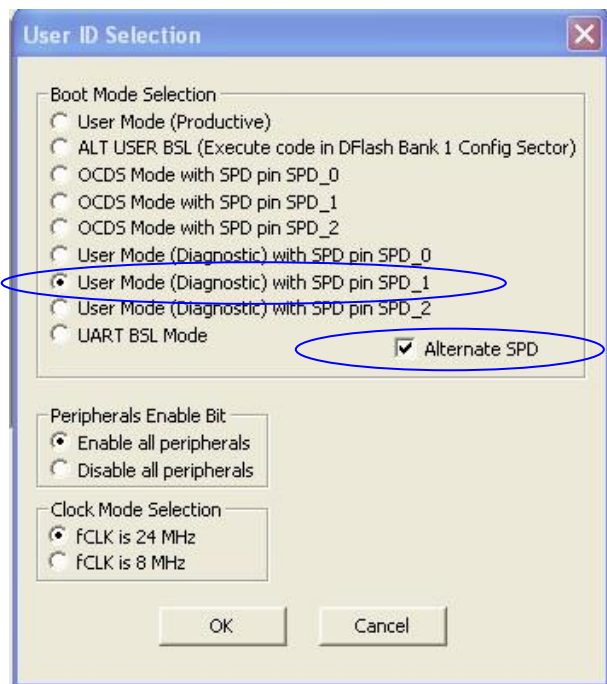 User ID Selection
Boot Mode Selection
User Mode (Productive)
ALT USER BSL (Execute code in DFlash Bank 1 Config Sector)
OCDS Mode with SPD pin SPD_0
OCDS Mode with SPD pin SPD_1
OCDS Mode with SPD pin SPD_2
User Mode (Diagnostic) with SPD pin SPD_0
User Mode (Diagnostic) with SPD pin SPD_1
User Mode (Diagnostic) with SPD pin SPD_2
UART BSL Mode
Alternate SPD
Peripherals Enable Bit
Enable all peripherals
Disable all peripherals
Clock Mode Selection
fCLK is 24 MHz
fCLK is 8 MHz
OK Cancel